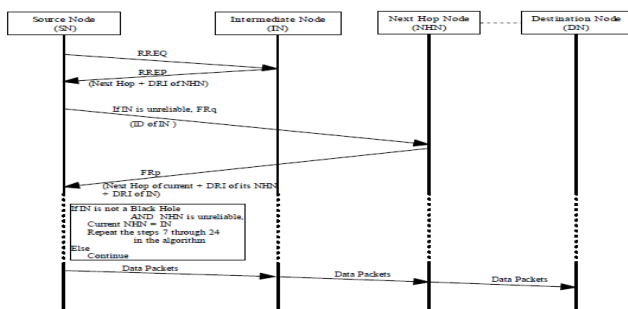 Source Node
(SN)
Intermediate Node
(IN)
Next Hop Node
(NHN)
Destination Node
(DN)
RREQ
RREP
(Next Hop + DRI of NHN)
If IN is unreliable, FRq
(ID of IN )
FRp
(Next Hop of current + DRI of its NHN
+ DRI of IN)
If IN is not a Black Hole
AND NHN is unreliable,
Current NHN = IN
Repeat the steps 7 through 24
in the algorithm
Else
Continue
Data Packets
Data Packets
Data Packets